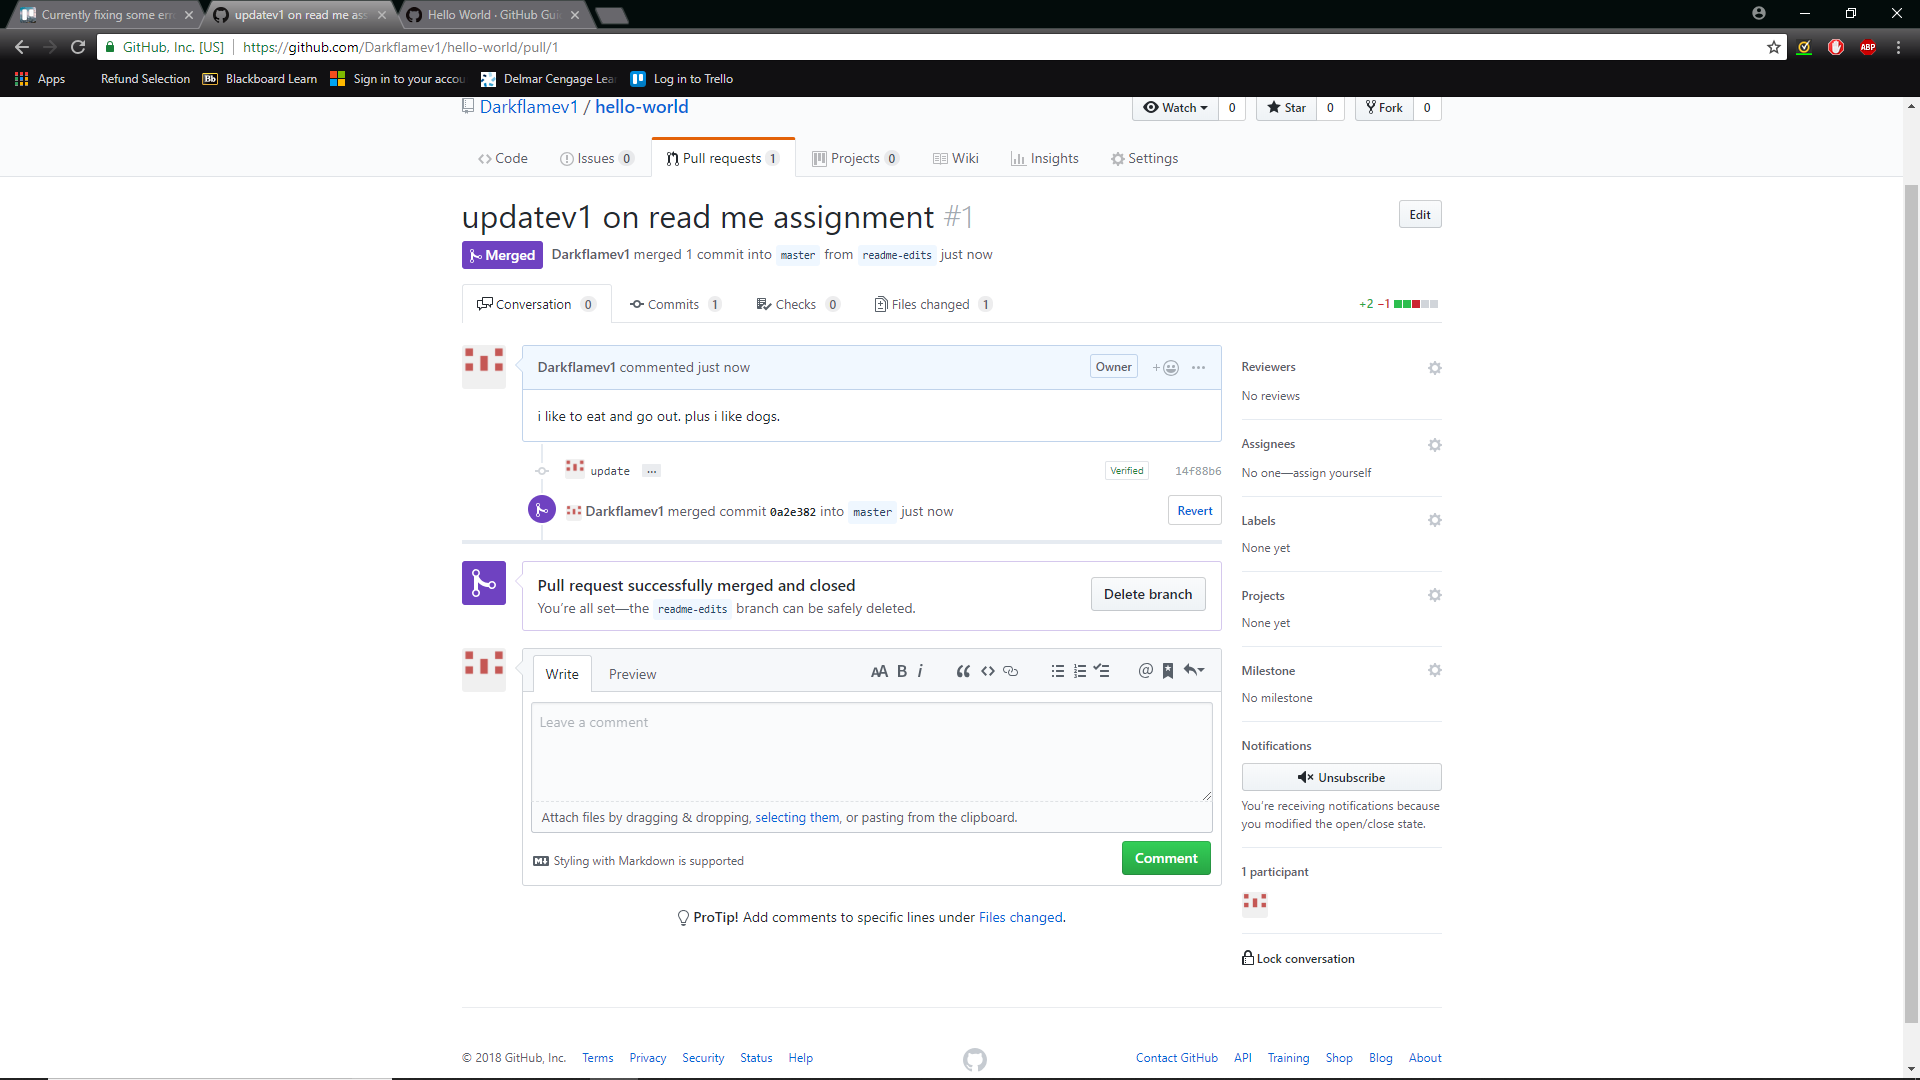 Currently fixing some err
updatev1 on read me ass
Hello World · GitHub Gui
GitHub, Inc. [US] https://github.com/Darkflamev1/hello-world/pull/1
Apps Refund Selection Bb Blackboard Learn Sign in to your accou Delmar Cengage Lea Log in to Trello
ABP
Darkflamev1 / hello-world
Watch 0 Star 0 Fork 0
Code Issues 0 Pull requests 1 Projects 0 Wiki Insights Settings
updatev1 on read me assignment #1
Edit
Merged Darkflamev1 merged 1 commit into master from readme-edits just now
Conversation 0 Commits 1 Checks 0 Files changed 1 +2 −1
Darkflamev1 commented just now Owner + ...
i like to eat and go out. plus i like dogs.
update ... Verified 14f88b6
Darkflamev1 merged commit 0a2e382 into master just now Revert
Pull request successfully merged and closed
You’re all set—the readme-edits branch can be safely deleted.
Delete branch
Write Preview AA B i “ <> @
Leave a comment
Attach files by dragging & dropping, selecting them, or pasting from the clipboard.
Styling with Markdown is supported
Comment
ProTip! Add comments to specific lines under Files changed.
Reviewers
No reviews
Assignees
No one—assign yourself
Labels
None yet
Projects
None yet
Milestone
No milestone
Notifications
Unsubscribe
You’re receiving notifications because
you modified the open/close state.
1 participant
Lock conversation
© 2018 GitHub, Inc. Terms Privacy Security Status Help Contact GitHub API Training Shop Blog About